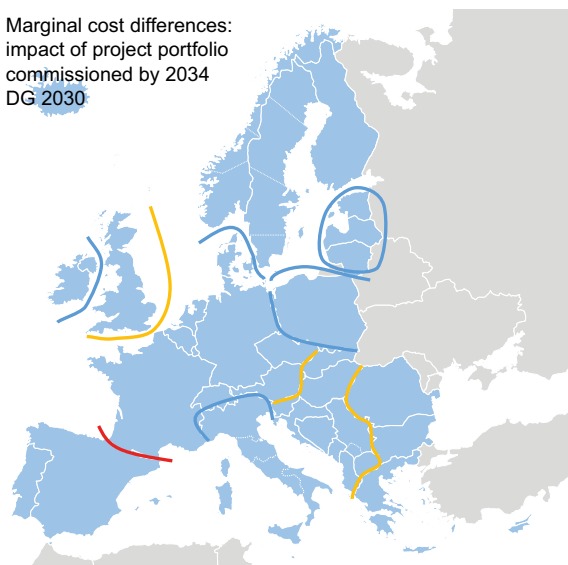 Marginal cost differences:
impact of project portfolio
commissioned by 2034
DG 2030